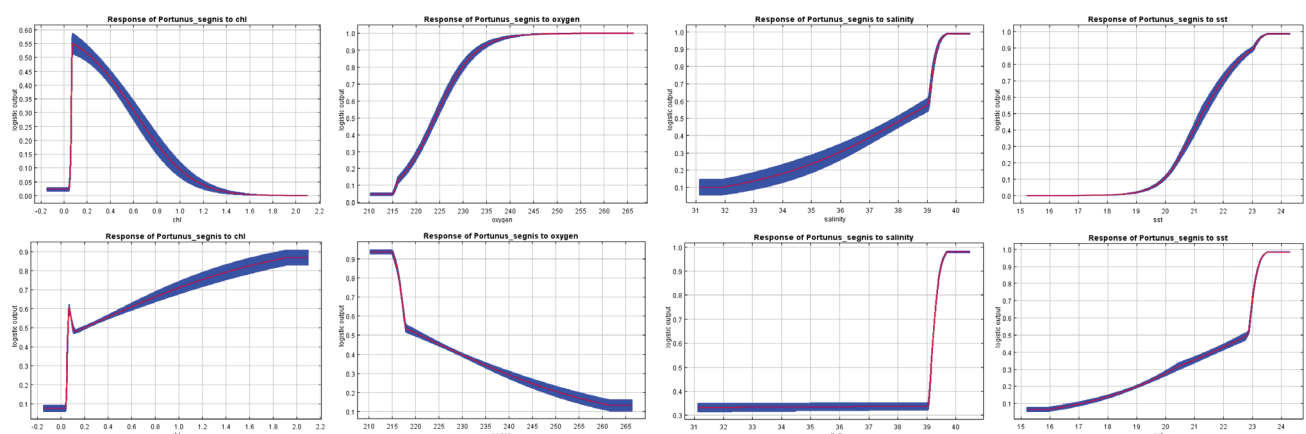 Response of Portunus_segnis to chl
logistic output
0.60
0.55
0.50
0.45
0.40
0.35
0.30
0.25
0.20
0.15
0.10
0.05
0.00
-0.2 0.0 0.2 0.4 0.6 0.8 1.0 1.2 1.4 1.6 1.8 2.0 2.2
chl
Response of Portunus_segnis to oxygen
logistic output
1.0
0.9
0.8
0.7
0.6
0.5
0.4
0.3
0.2
0.1
0.0
210 215 220 225 230 235 240 245 250 255 260 265
oxygen
Response of Portunus_segnis to salinity
logistic output
1.0
0.9
0.8
0.7
0.6
0.5
0.4
0.3
0.2
0.1
31 32 33 34 35 36 37 38 39 40
salinity
Response of Portunus_segnis to sst
logistic output
1.0
0.9
0.8
0.7
0.6
0.5
0.4
0.3
0.2
0.1
0.0
15 16 17 18 19 20 21 22 23 24
sst
Response of Portunus_segnis to chl
logistic output
0.9
0.8
0.7
0.6
0.5
0.4
0.3
0.2
0.1
-0.2 0.0 0.2 0.4 0.6 0.8 1.0 1.2 1.4 1.6 1.8 2.0 2.2
Response of Portunus_segnis to oxygen
logistic output
0.9
0.8
0.7
0.6
0.5
0.4
0.3
0.2
0.1
210 215 220 225 230 235 240 245 250 255 260 265
Response of Portunus_segnis to salinity
logistic output
1.0
0.9
0.8
0.7
0.6
0.5
0.4
0.3
31 32 33 34 35 36 37 38 39 40
Response of Portunus_segnis to sst
logistic output
1.0
0.9
0.8
0.7
0.6
0.5
0.4
0.3
0.2
0.1
15 16 17 18 19 20 21 22 23 24